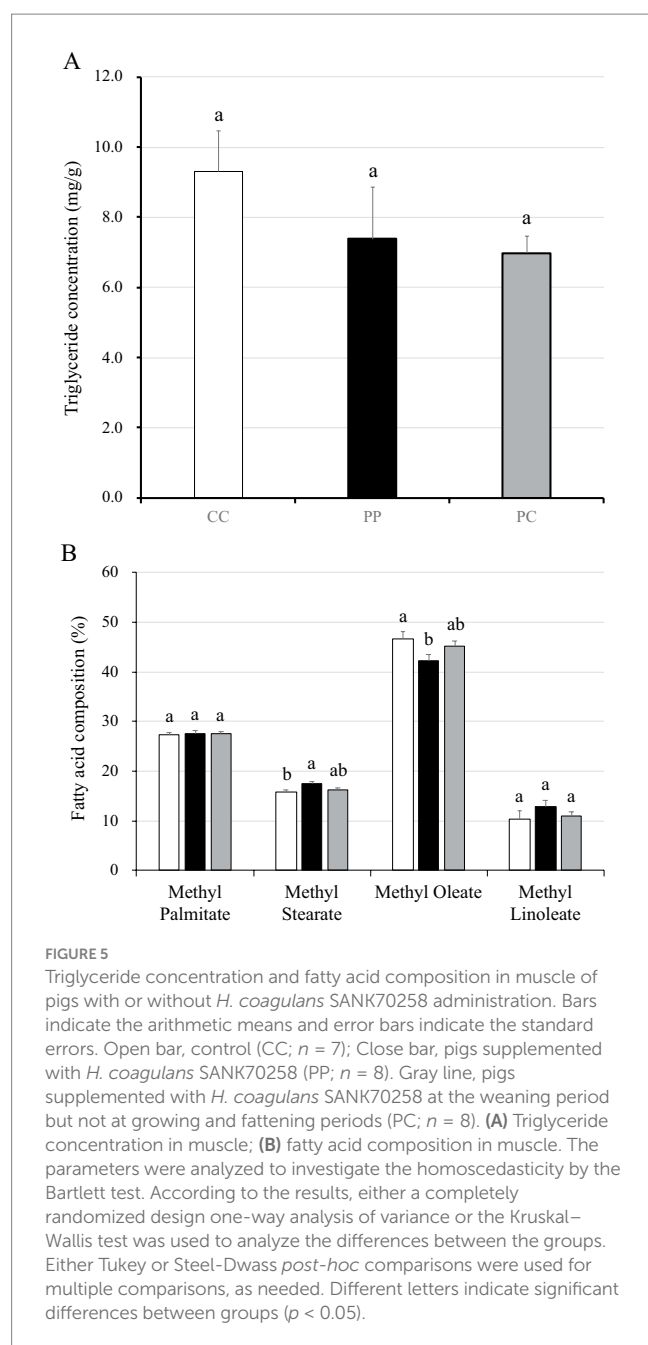 A
12.0
10.0
8.0
6.0
4.0
2.0
0.0
Triglyceride concentration (mg/g)
a
a
a
CC
PP
PC
B
60
50
40
30
20
10
0
Fatty acid composition (%)
a a a
b a ab
a b ab
a a a
Methyl Palmitate
Methyl Stearate
Methyl Oleate
Methyl Linoleate
FIGURE 5
Triglyceride concentration and fatty acid composition in muscle of
pigs with or without H. coagulans SANK70258 administration. Bars
indicate the arithmetic means and error bars indicate the standard
errors. Open bar, control (CC; n = 7); Close bar, pigs supplemented
with H. coagulans SANK70258 (PP; n = 8). Gray line, pigs
supplemented with H. coagulans SANK70258 at the weaning period
but not at growing and fattening periods (PC; n = 8). (A) Triglyceride
concentration in muscle; (B) fatty acid composition in muscle. The
parameters were analyzed to investigate the homoscedasticity by the
Bartlett test. According to the results, either a completely
randomized design one-way analysis of variance or the Kruskal–
Wallis test was used to analyze the differences between the groups.
Either Tukey or Steel-Dwass post-hoc comparisons were used for
multiple comparisons, as needed. Different letters indicate significant
differences between groups (p < 0.05).